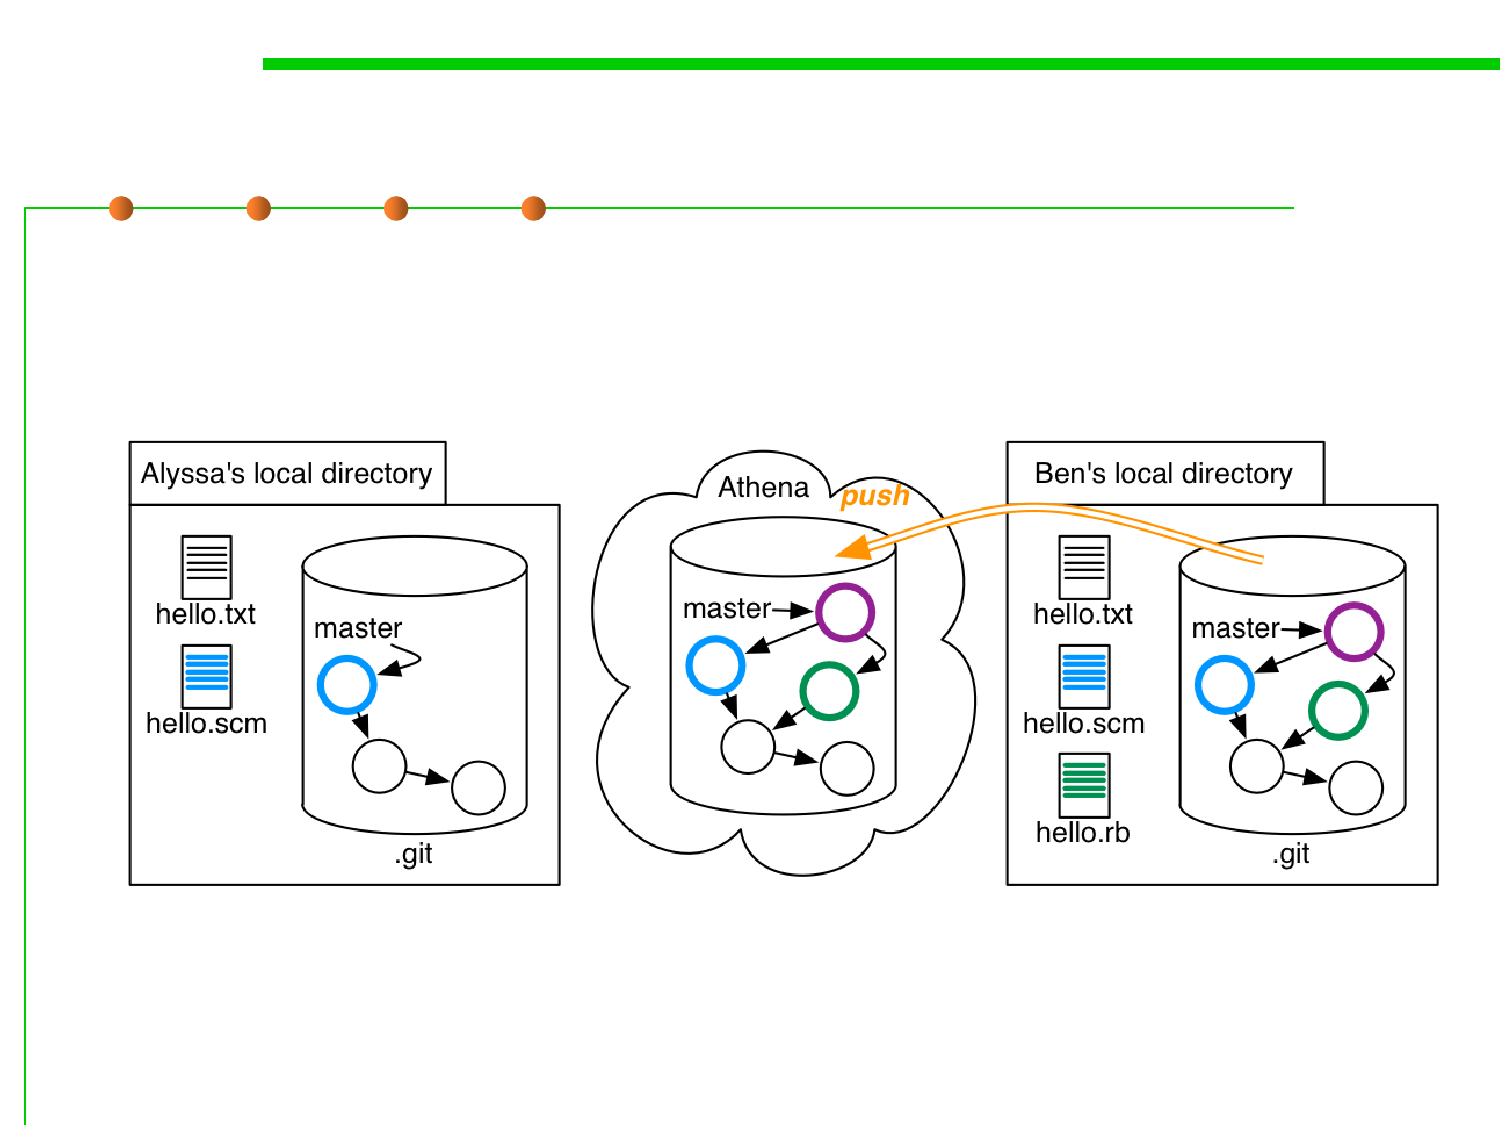 Alyssa's local directory
hello.txt
hello.scm
master
.git
Athena
push
master
Ben's local directory
hello.txt
hello.scm
hello.rb
master
.git